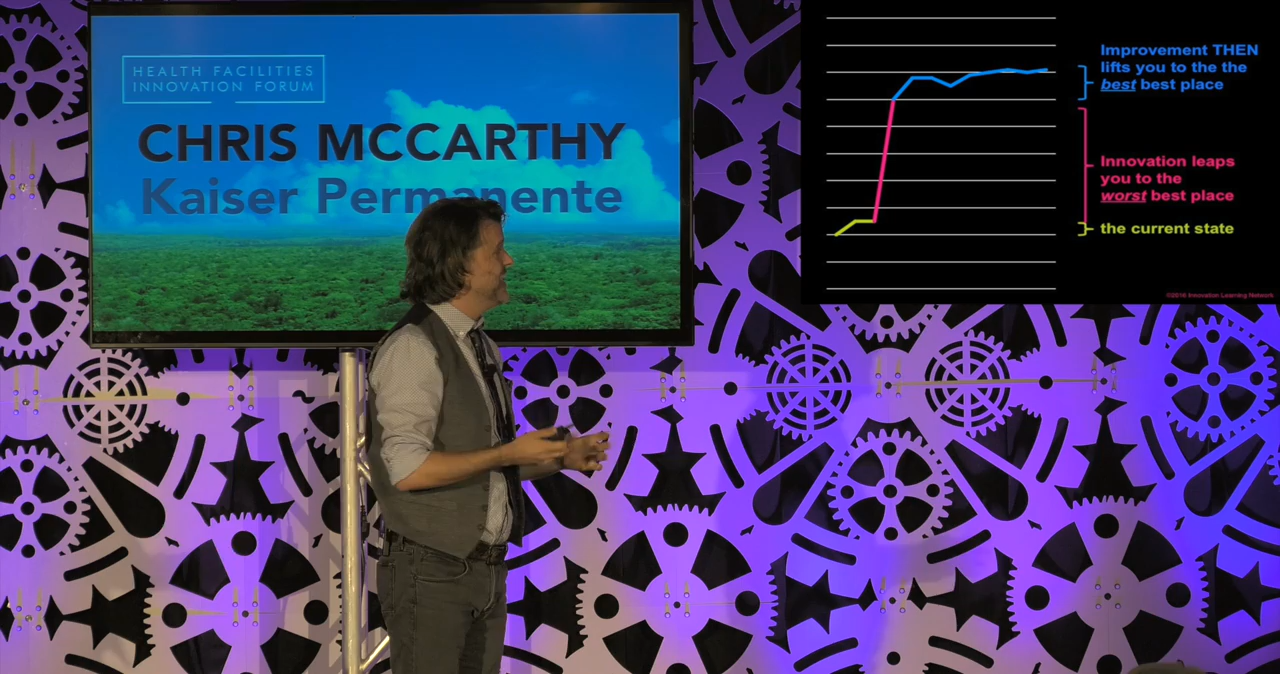 HEALTH FACILITIES
INNOVATION FORUM
CHRIS MCCARTHY
Kaiser Permanente
Improvement THEN
lifts you to the the
best best place
Innovation leaps
you to the
worst best place
the current state
©2016 Innovation Learning Network